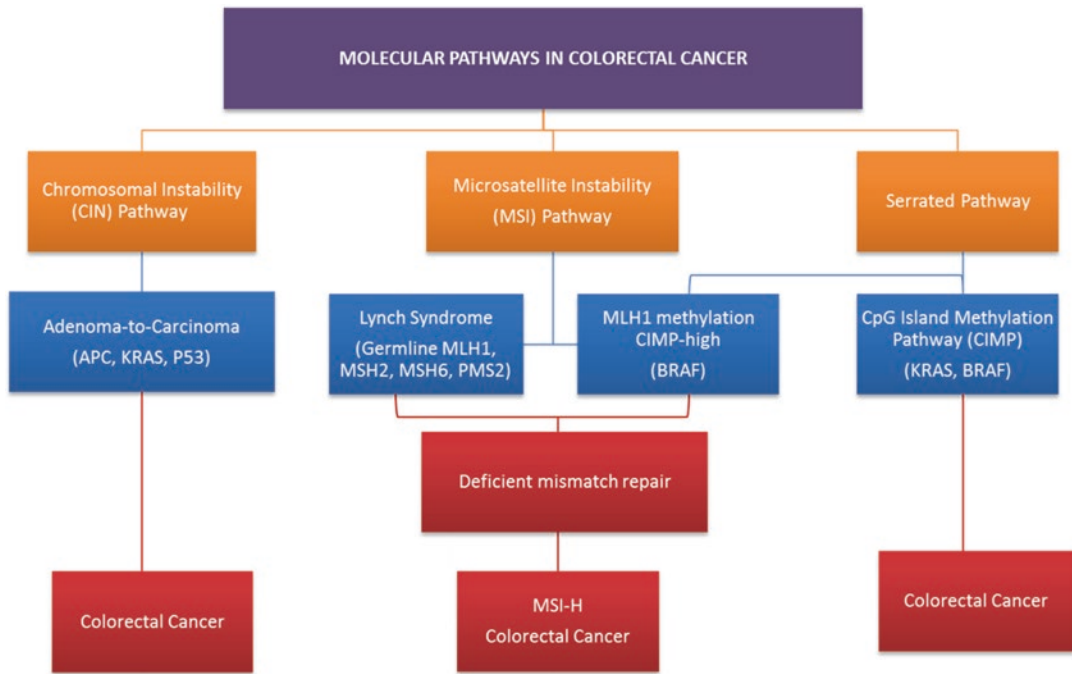 MOLECULAR PATHWAYS IN COLORECTAL CANCER
Chromosomal Instability
(CIN) Pathway
Microsatellite Instability
(MSI) Pathway
Serrated Pathway
Adenoma-to-Carcinoma
(APC, KRAS, P53)
Lynch Syndrome
(Germline MLH1,
MSH2, MSH6, PMS2)
MLH1 methylation
CIMP-high
(BRAF)
CpG Island Methylation
Pathway (CIMP)
(KRAS, BRAF)
Deficient mismatch repair
Colorectal Cancer
MSI-H
Colorectal Cancer
Colorectal Cancer